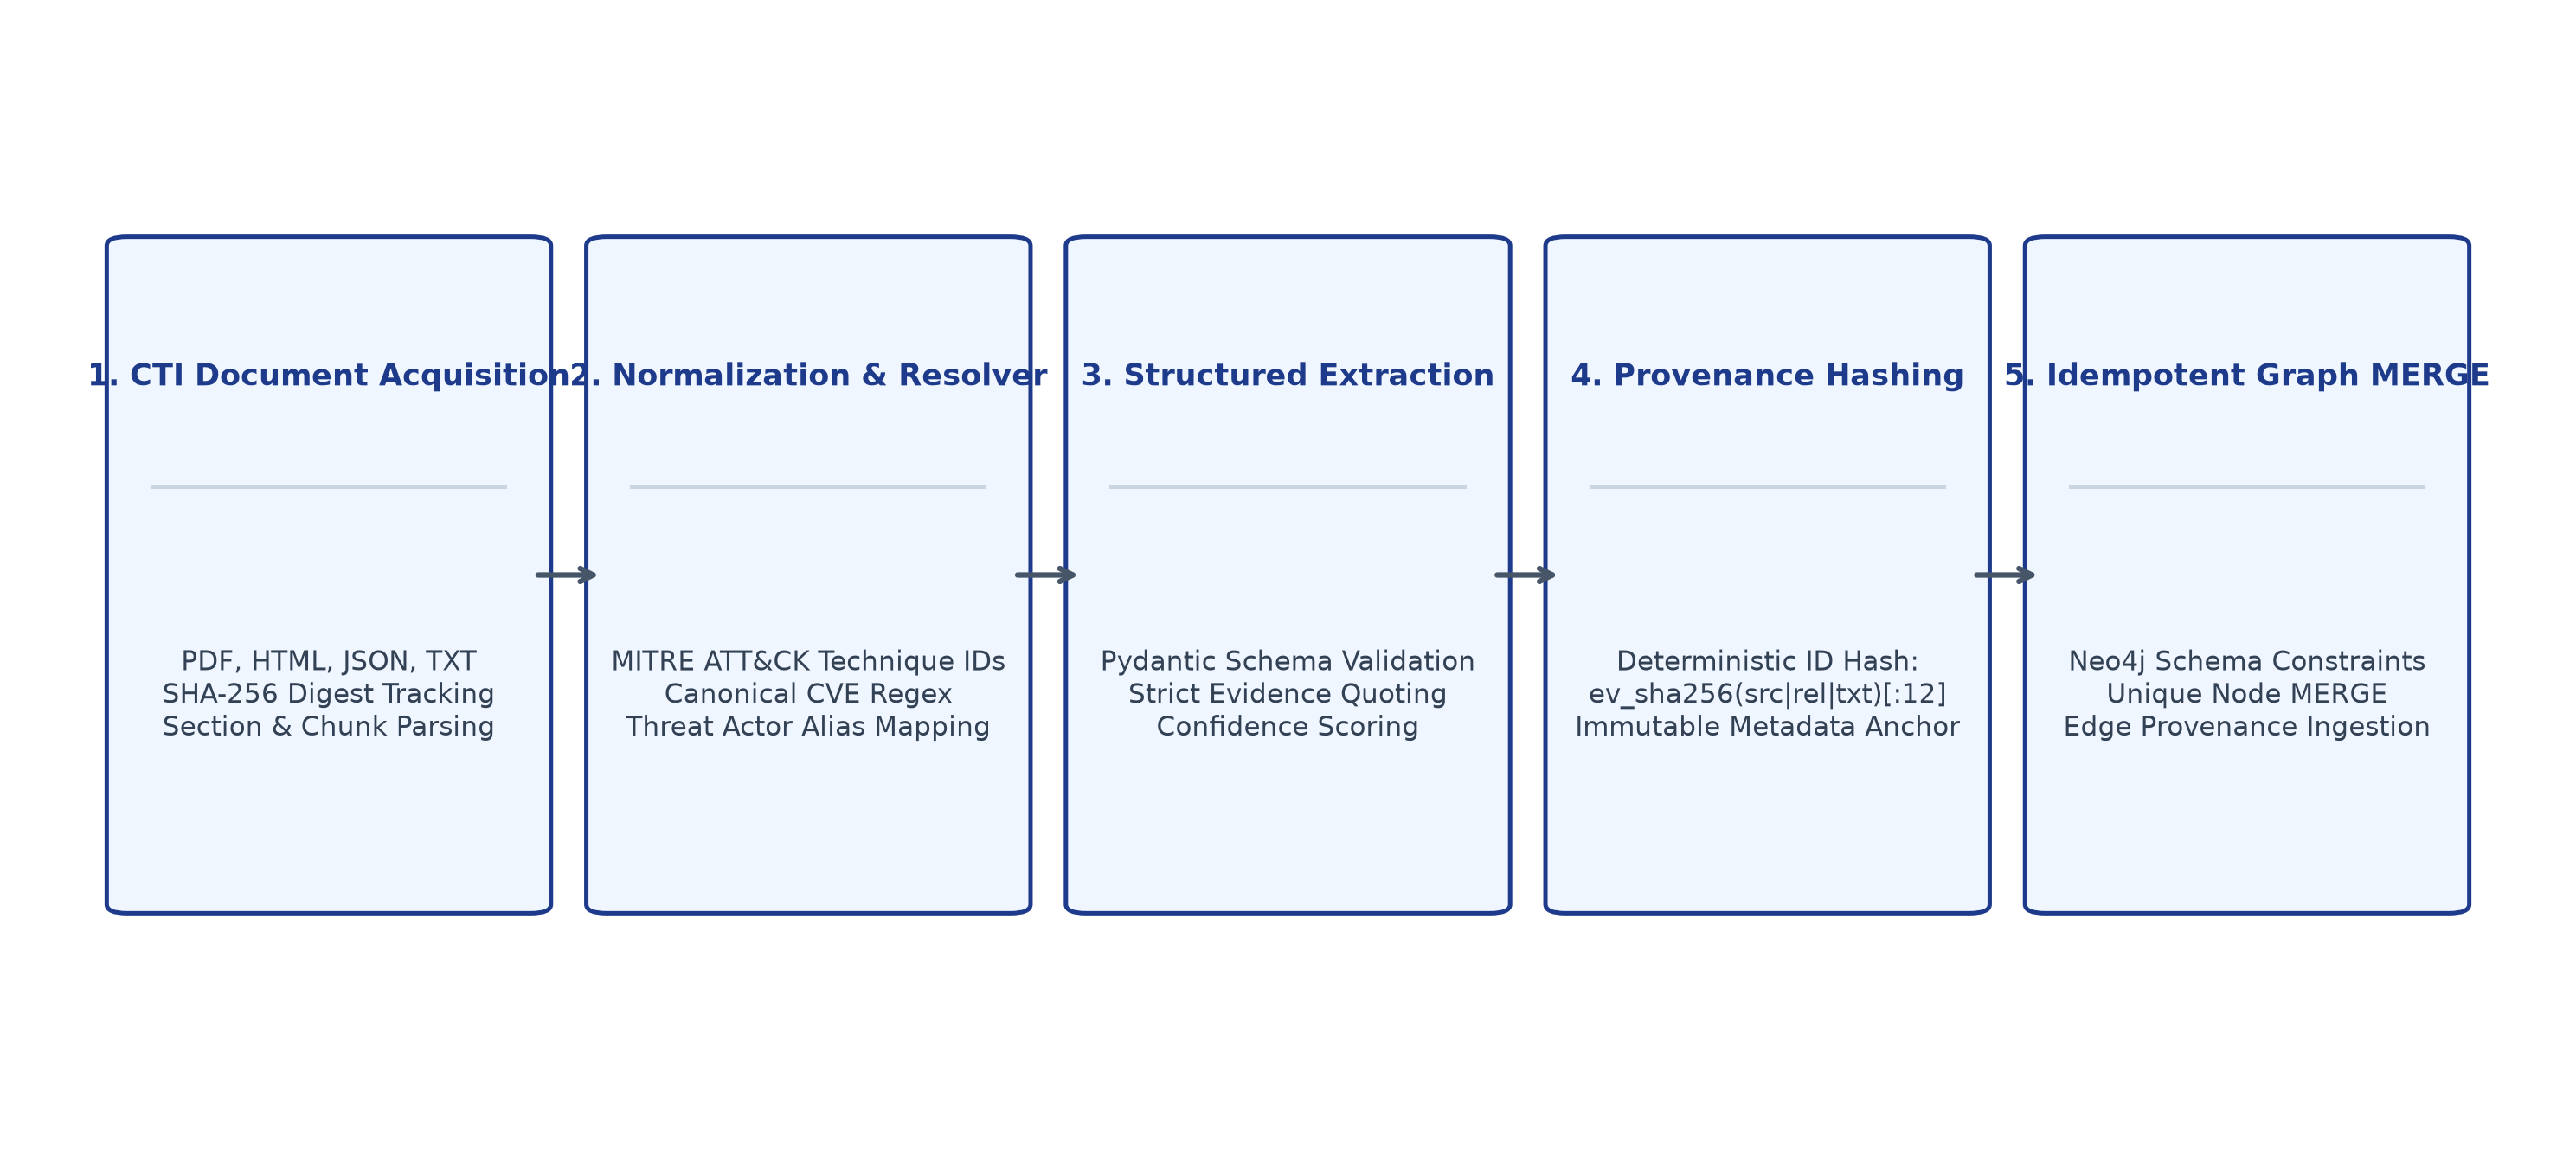 1. CTI Document Acquisition
PDF, HTML, JSON, TXT
SHA-256 Digest Tracking
Section & Chunk Parsing
2. Normalization & Resolver
MITRE ATT&CK Technique IDs
Canonical CVE Regex
Threat Actor Alias Mapping
3. Structured Extraction
Pydantic Schema Validation
Strict Evidence Quoting
Confidence Scoring
4. Provenance Hashing
Deterministic ID Hash:
ev_sha256(src|rel|txt)[:12]
Immutable Metadata Anchor
5. Idempotent Graph MERGE
Neo4j Schema Constraints
Unique Node MERGE
Edge Provenance Ingestion